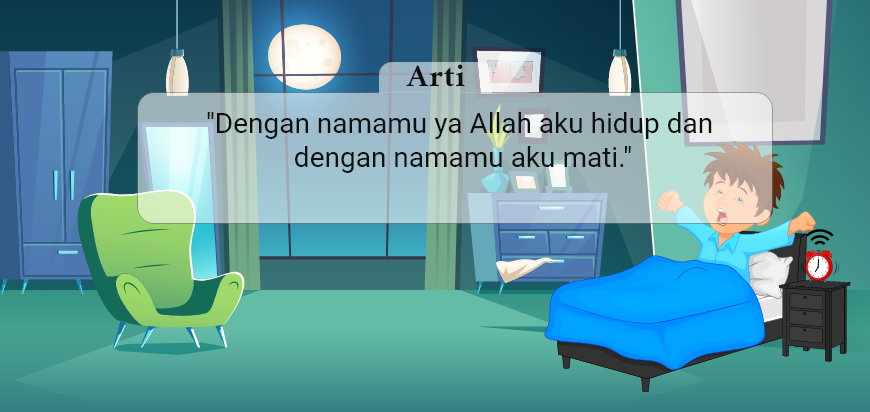 Arti
"Dengan namamu ya Allah aku hidup dan
dengan namamu aku mati."